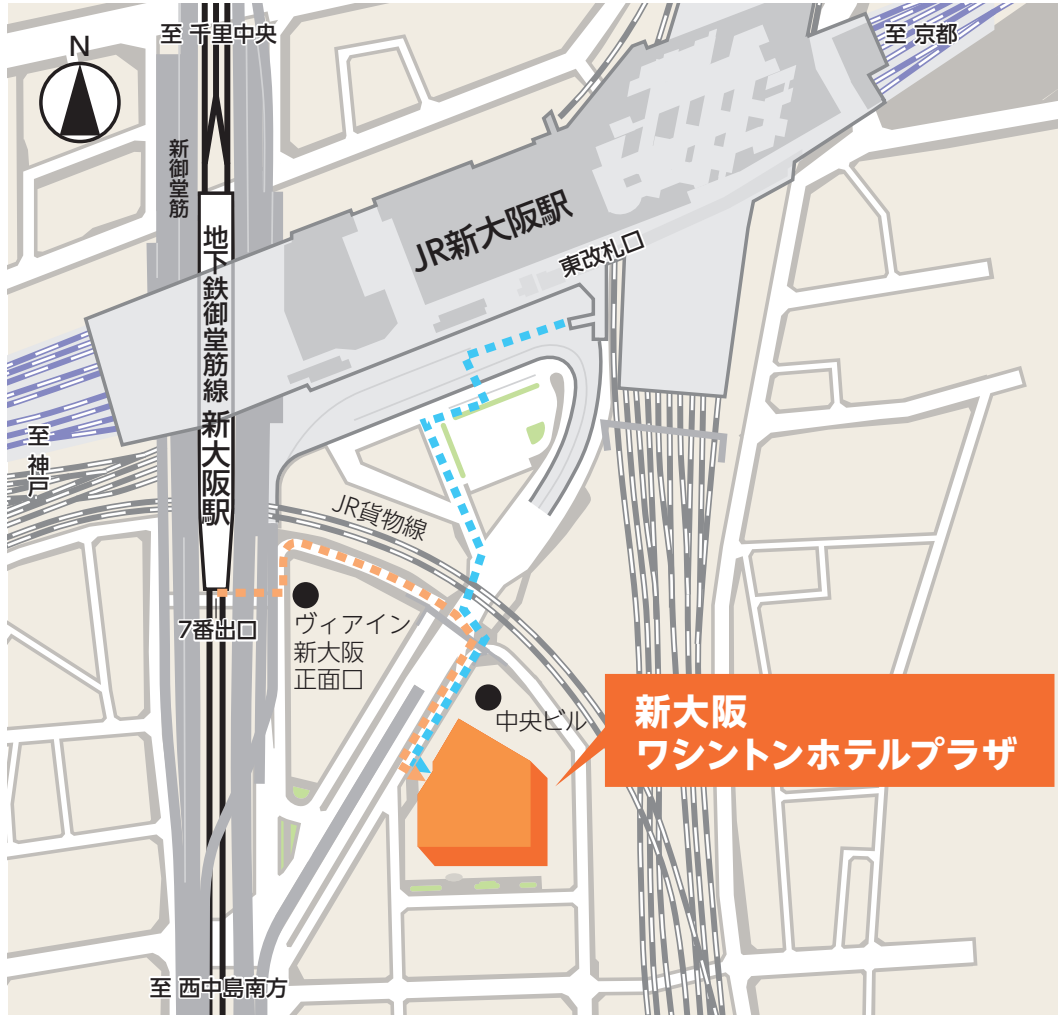 至 千里中央
至 京都
N
新御堂筋
JR新大阪駅
東改札口
地下鉄御堂筋線 新大阪駅
至 神戸
JR貨物線
7番出口
ヴィアイン
新大阪
正面口
中央ビル
新大阪
ワシントンホテルプラザ
至 西中島南方